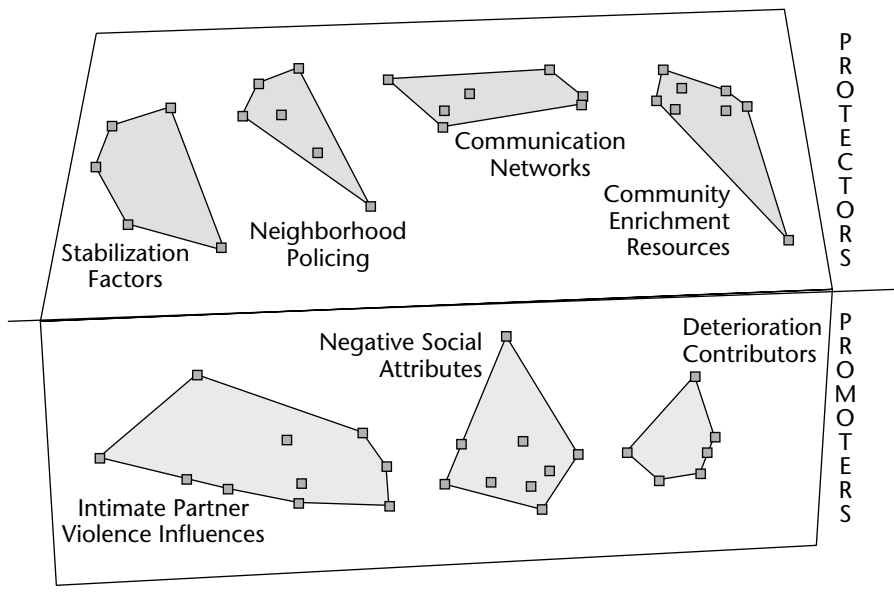 Stabilization
Factors
Neighborhood
Policing
Communication
Networks
Community
Enrichment
Resources
PROTECTORS
Negative Social
Attributes
Deterioration
Contributors
Intimate Partner
Violence Influences
PROMOTERS